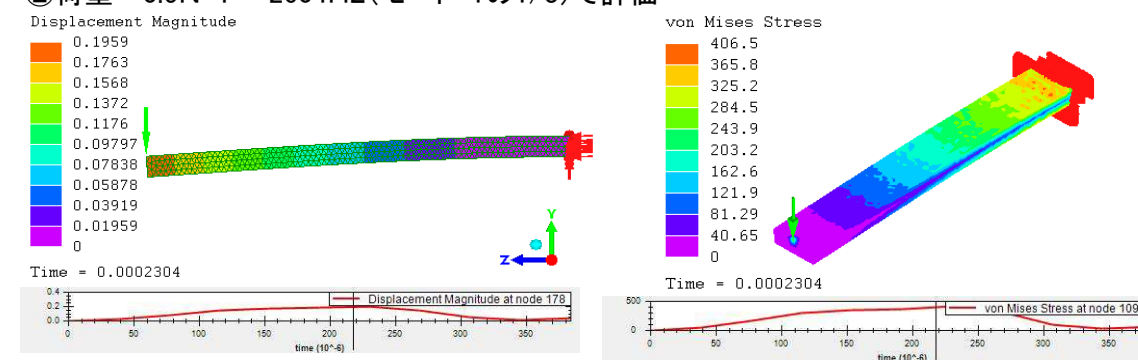 Displacement Magnitude
0.1959
0.1763
0.1568
0.1372
0.1176
0.09797
0.07838
0.05878
0.03919
0.01959
0
Y
Z
Time = 0.0002304
0.4
0.2
0.0
Displacement Magnitude at node 178
0 50 100 150 200 250 300 350
time (10^-6)
von Mises Stress
406.5
365.8
325.2
284.5
243.9
203.2
162.6
121.9
81.29
40.65
0
Time = 0.0002304
500
0
von Mises Stress at node 109
0 50 100 150 200 250 300 350
time (10^-6)